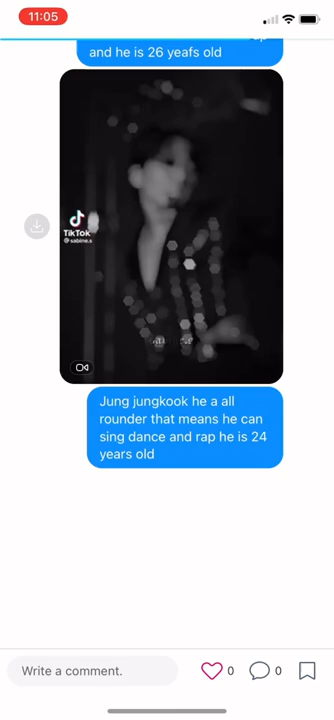 11:05
and he is 26 yeafs old
TikTok
@sabine.s
Jung jungkook he a all
rounder that means he can
sing dance and rap he is 24
years old
Write a comment.
0
0